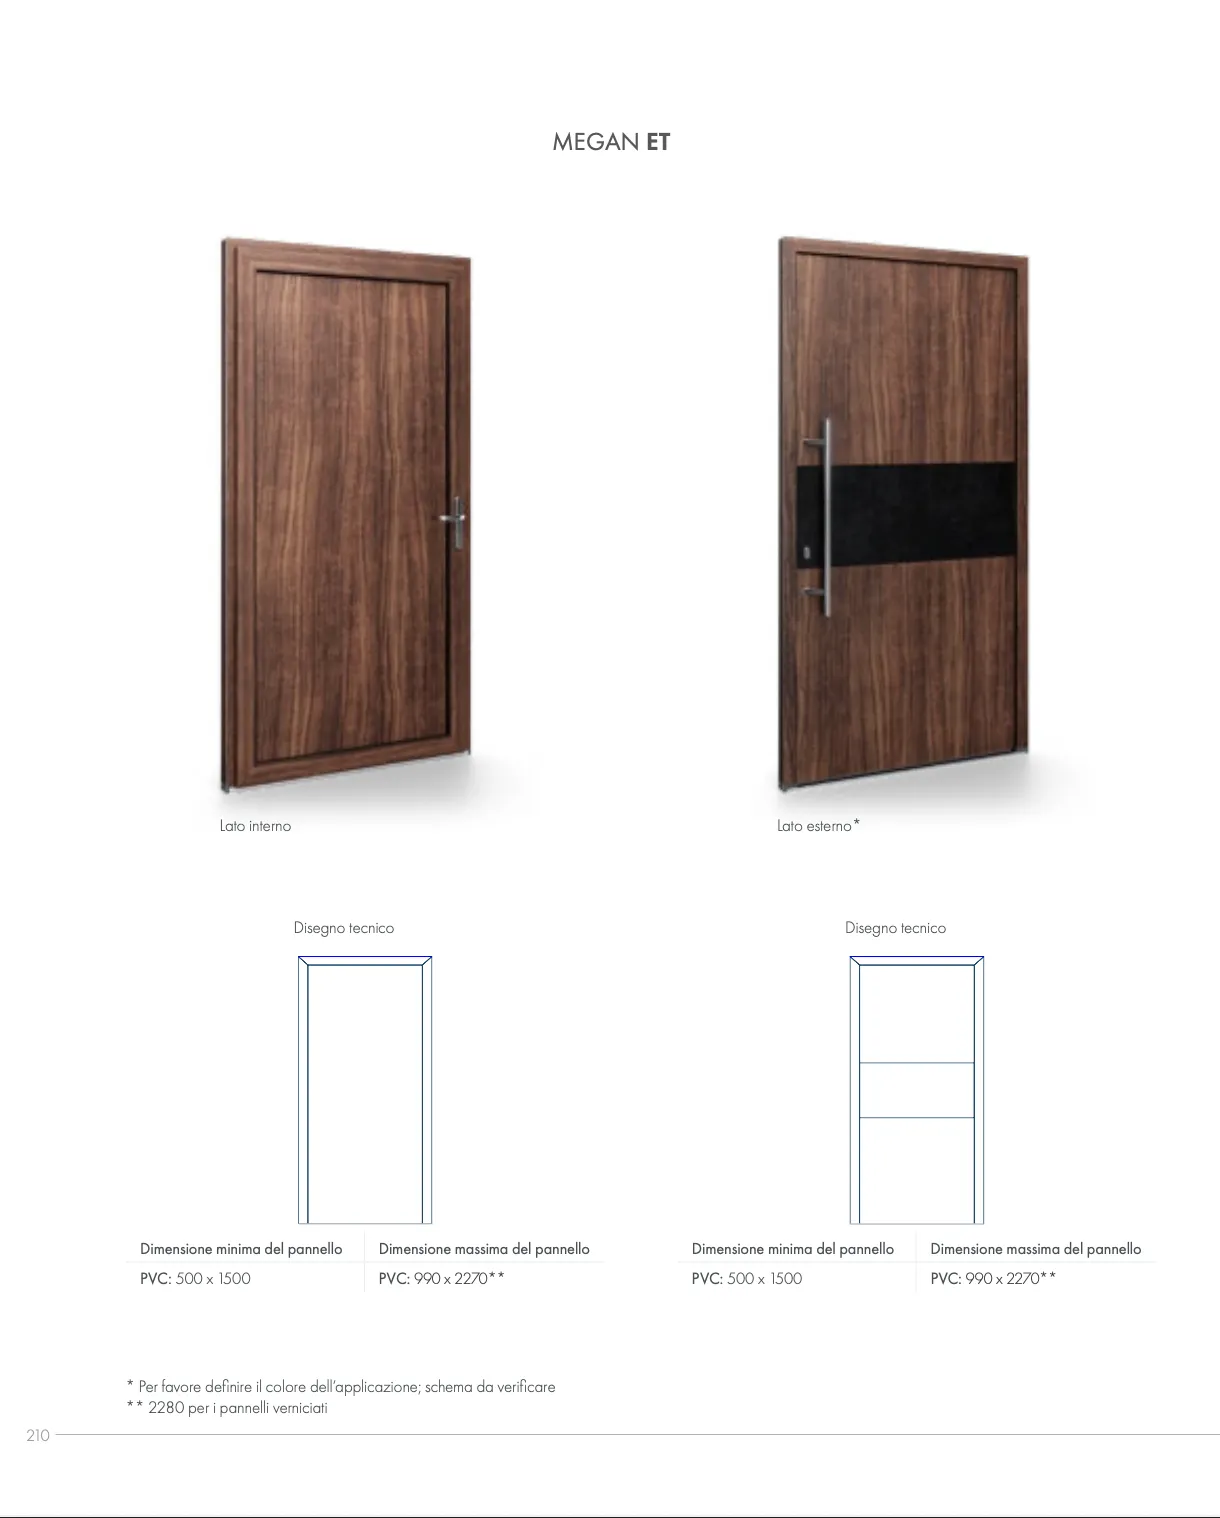 MEGAN ET
Lato interno
Lato esterno*
Disegno tecnico
Disegno tecnico
Dimensione minima del pannello
Dimensione massima del pannello
PVC: 500 x 1500
PVC: 990 x 2270**
Dimensione minima del pannello
Dimensione massima del pannello
PVC: 500 x 1500
PVC: 990 x 2270**
* Per favore definire il colore dell’applicazione; schema da verificare
** 2280 per i pannelli verniciati
210